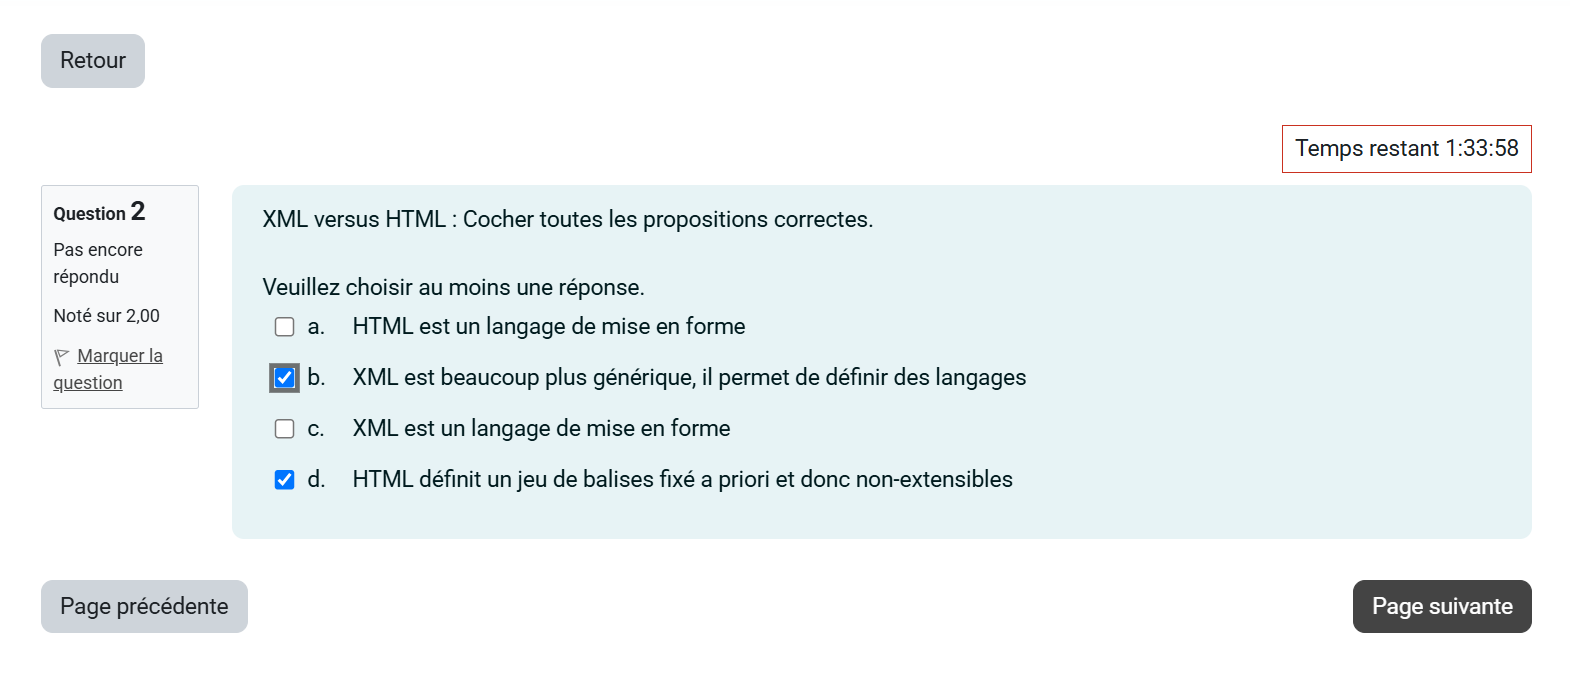 Retour
Temps restant 1:33:58
Question 2
Pas encore
répondu
Noté sur 2,00
Marquer la
question
XML versus HTML : Cocher toutes les propositions correctes.
Veuillez choisir au moins une réponse.
a. HTML est un langage de mise en forme
b. XML est beaucoup plus générique, il permet de définir des langages
c. XML est un langage de mise en forme
d. HTML définit un jeu de balises fixé a priori et donc non-extensibles
Page précédente
Page suivante